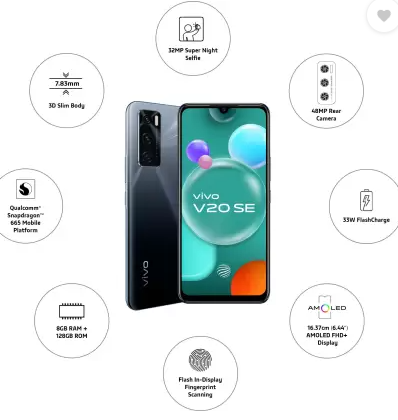 32MP Super Night
Selfie
7.83mm
3D Slim Body
48MP Rear
Camera
vivo
V20 SE
vivo
Qualcomm®
Snapdragon™
665 Mobile
Platform
33W FlashCharge
8GB RAM +
128GB ROM
AMOLED
16.37cm (6.44")
AMOLED FHD+
Display
Flash In-Display
Fingerprint
Scanning